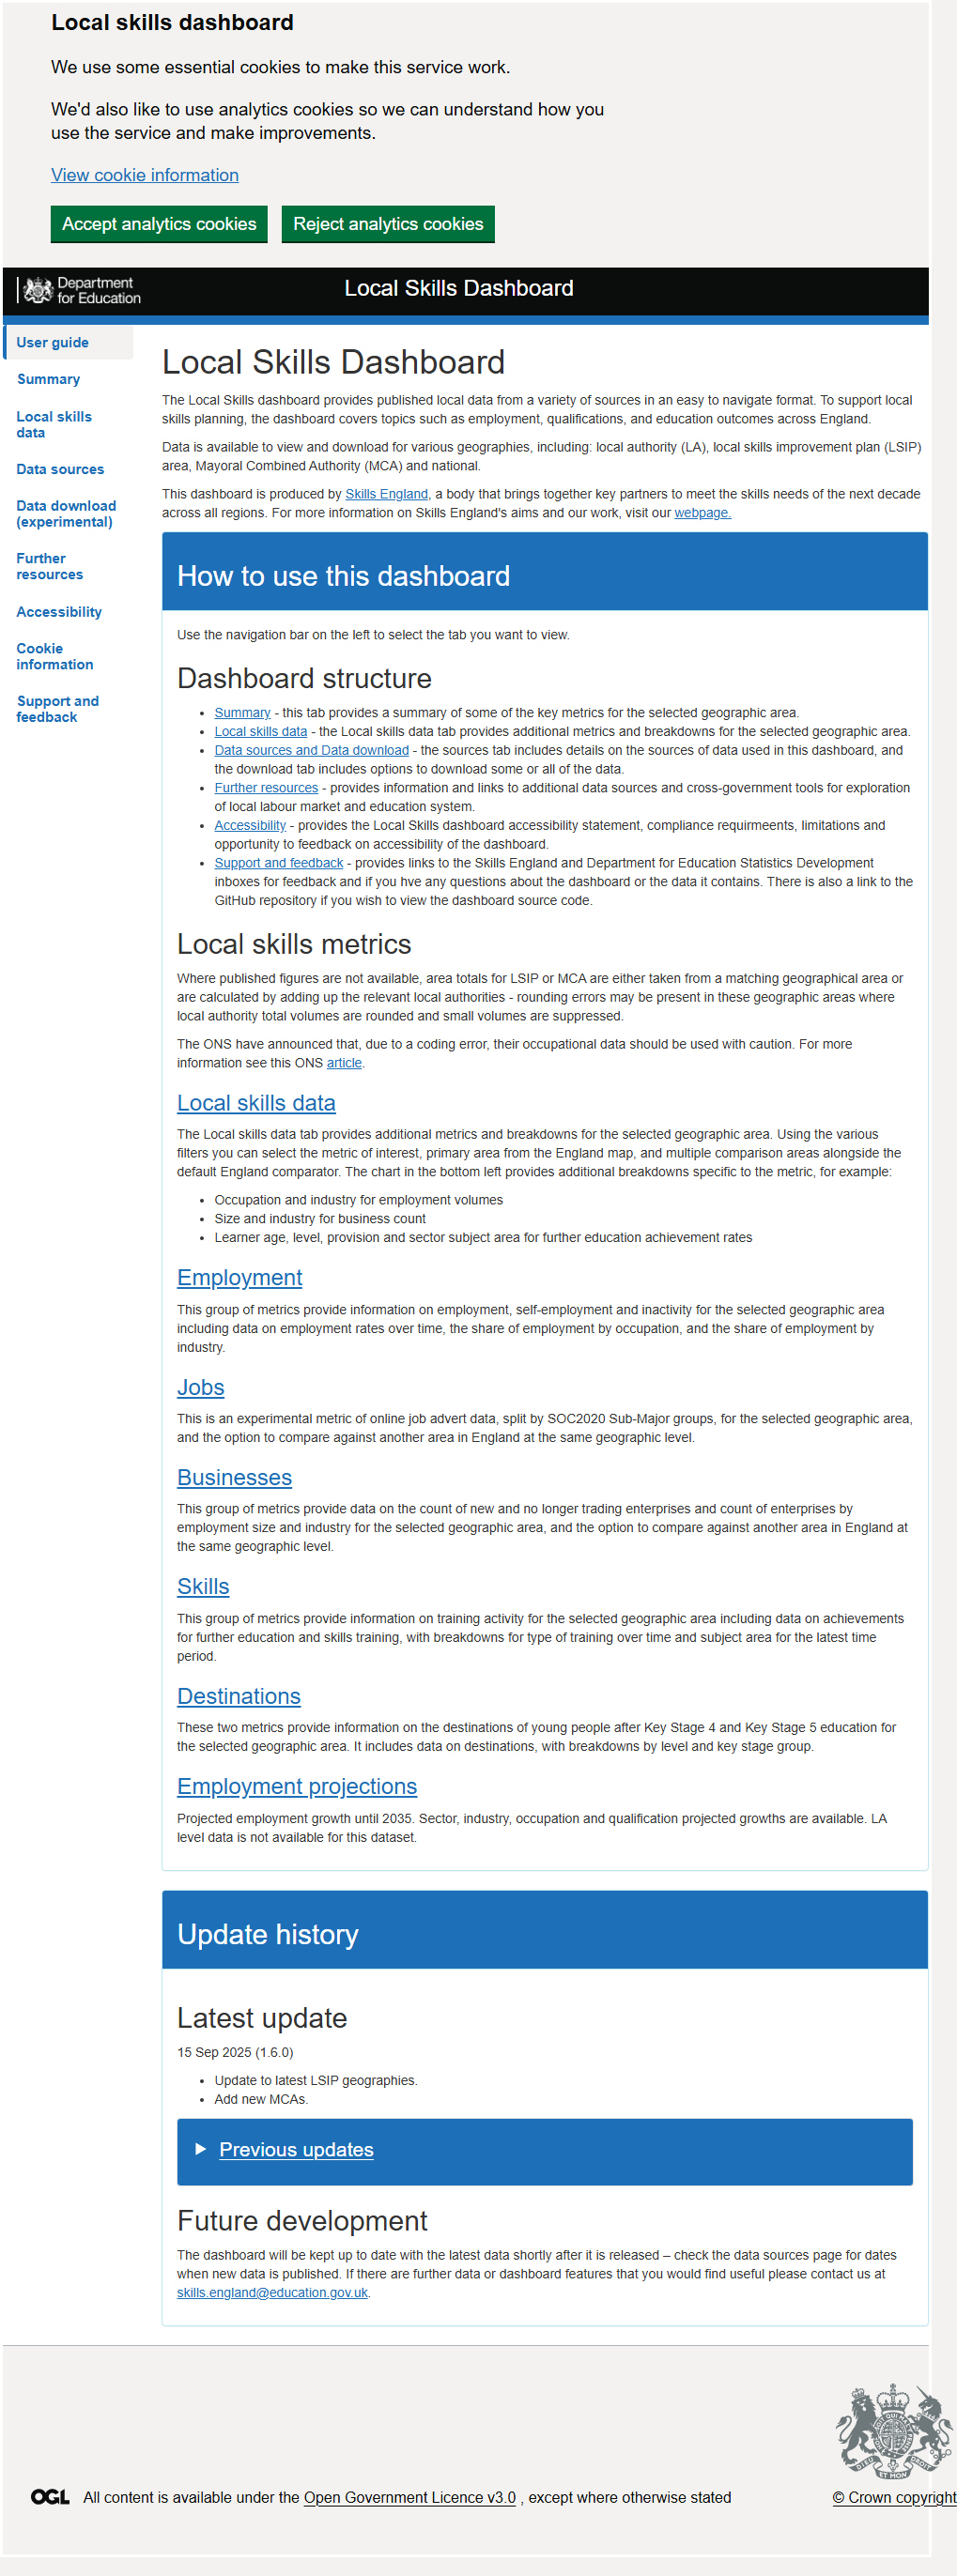 Local skills dashboard
We use some essential cookies to make this service work.
We'd also like to use analytics cookies so we can understand how you
use the service and make improvements.
View cookie information
Accept analytics cookies
Reject analytics cookies
Department
for Education
Local Skills Dashboard
User guide
Summary
Local skills
data
Data sources
Data download
(experimental)
Further
resources
Accessibility
Cookie
information
Support and
feedback
Local Skills Dashboard
The Local Skills dashboard provides published local data from a variety of sources in an easy to navigate format. To support local
skills planning, the dashboard covers topics such as employment, qualifications, and education outcomes across England.
Data is available to view and download for various geographies, including: local authority (LA), local skills improvement plan (LSIP)
area, Mayoral Combined Authority (MCA) and national.
This dashboard is produced by Skills England, a body that brings together key partners to meet the skills needs of the next decade
across all regions. For more information on Skills England's aims and our work, visit our webpage.
How to use this dashboard
Use the navigation bar on the left to select the tab you want to view.
Dashboard structure
• Summary - this tab provides a summary of some of the key metrics for the selected geographic area.
• Local skills data - the Local skills data tab provides additional metrics and breakdowns for the selected geographic area.
• Data sources and Data download - the sources tab includes details on the sources of data used in this dashboard, and
the download tab includes options to download some or all of the data.
• Further resources - provides information and links to additional data sources and cross-government tools for exploration
of local labour market and education system.
• Accessibility - provides the Local Skills dashboard accessibility statement, compliance requirmeents, limitations and
opportunity to feedback on accessibility of the dashboard.
• Support and feedback - provides links to the Skills England and Department for Education Statistics Development
inboxes for feedback and if you hve any questions about the dashboard or the data it contains. There is also a link to the
GitHub repository if you wish to view the dashboard source code.
Local skills metrics
Where published figures are not available, area totals for LSIP or MCA are either taken from a matching geographical area or
are calculated by adding up the relevant local authorities - rounding errors may be present in these geographic areas where
local authority total volumes are rounded and small volumes are suppressed.
The ONS have announced that, due to a coding error, their occupational data should be used with caution. For more
information see this ONS article.
Local skills data
The Local skills data tab provides additional metrics and breakdowns for the selected geographic area. Using the various
filters you can select the metric of interest, primary area from the England map, and multiple comparison areas alongside the
default England comparator. The chart in the bottom left provides additional breakdowns specific to the metric, for example:
• Occupation and industry for employment volumes
• Size and industry for business count
• Learner age, level, provision and sector subject area for further education achievement rates
Employment
This group of metrics provide information on employment, self-employment and inactivity for the selected geographic area
including data on employment rates over time, the share of employment by occupation, and the share of employment by
industry.
Jobs
This is an experimental metric of online job advert data, split by SOC2020 Sub-Major groups, for the selected geographic area,
and the option to compare against another area in England at the same geographic level.
Businesses
This group of metrics provide data on the count of new and no longer trading enterprises and count of enterprises by
employment size and industry for the selected geographic area, and the option to compare against another area in England at
the same geographic level.
Skills
This group of metrics provide information on training activity for the selected geographic area including data on achievements
for further education and skills training, with breakdowns for type of training over time and subject area for the latest time
period.
Destinations
These two metrics provide information on the destinations of young people after Key Stage 4 and Key Stage 5 education for
the selected geographic area. It includes data on destinations, with breakdowns by level and key stage group.
Employment projections
Projected employment growth until 2035. Sector, industry, occupation and qualification projected growths are available. LA
level data is not available for this dataset.
Update history
Latest update
15 Sep 2025 (1.6.0)
• Update to latest LSIP geographies.
• Add new MCAs.
Previous updates
Future development
The dashboard will be kept up to date with the latest data shortly after it is released – check the data sources page for dates
when new data is published. If there are further data or dashboard features that you would find useful please contact us at
skills.england@education.gov.uk.
OGL All content is available under the Open Government Licence v3.0 , except where otherwise stated
© Crown copyright